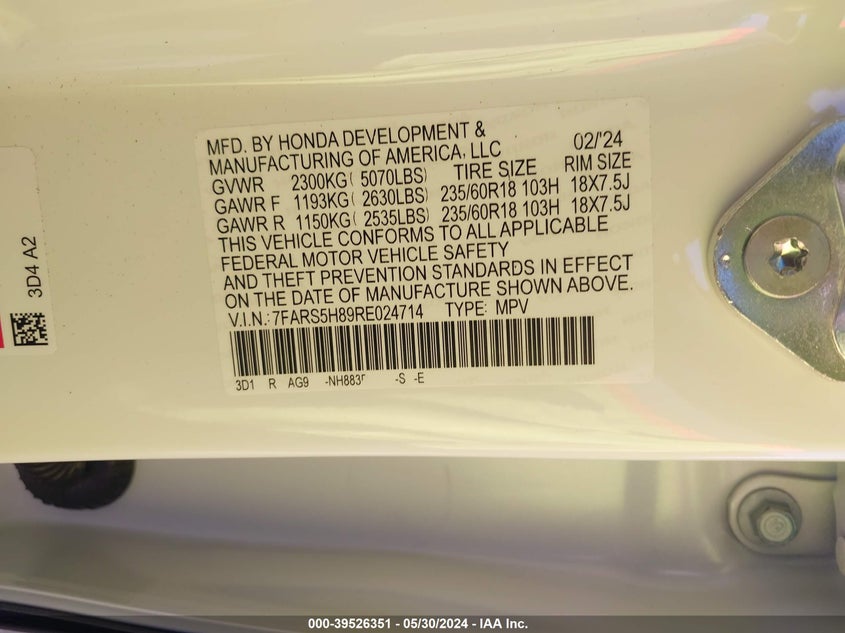 MFD. BY HONDA DEVELOPMENT & 02/'24
MANUFACTURING OF AMERICA, LLC
GVWR 2300KG( 5070LBS) TIRE SIZE RIM SIZE
GAWR F 1193KG( 2630LBS) 235/60R18 103H 18X7.5J
GAWR R 1150KG( 2535LBS) 235/60R18 103H 18X7.5J
THIS VEHICLE CONFORMS TO ALL APPLICABLE
FEDERAL MOTOR VEHICLE SAFETY
AND THEFT PREVENTION STANDARDS IN EFFECT
ON THE DATE OF MANUFACTURE SHOWN ABOVE.
V.I.N.: 7FARS5H89RE024714 TYPE: MPV
3D1 R AG9 -S -E
3D4 A2
000-39526351 - 05/30/2024 - IAA Inc.